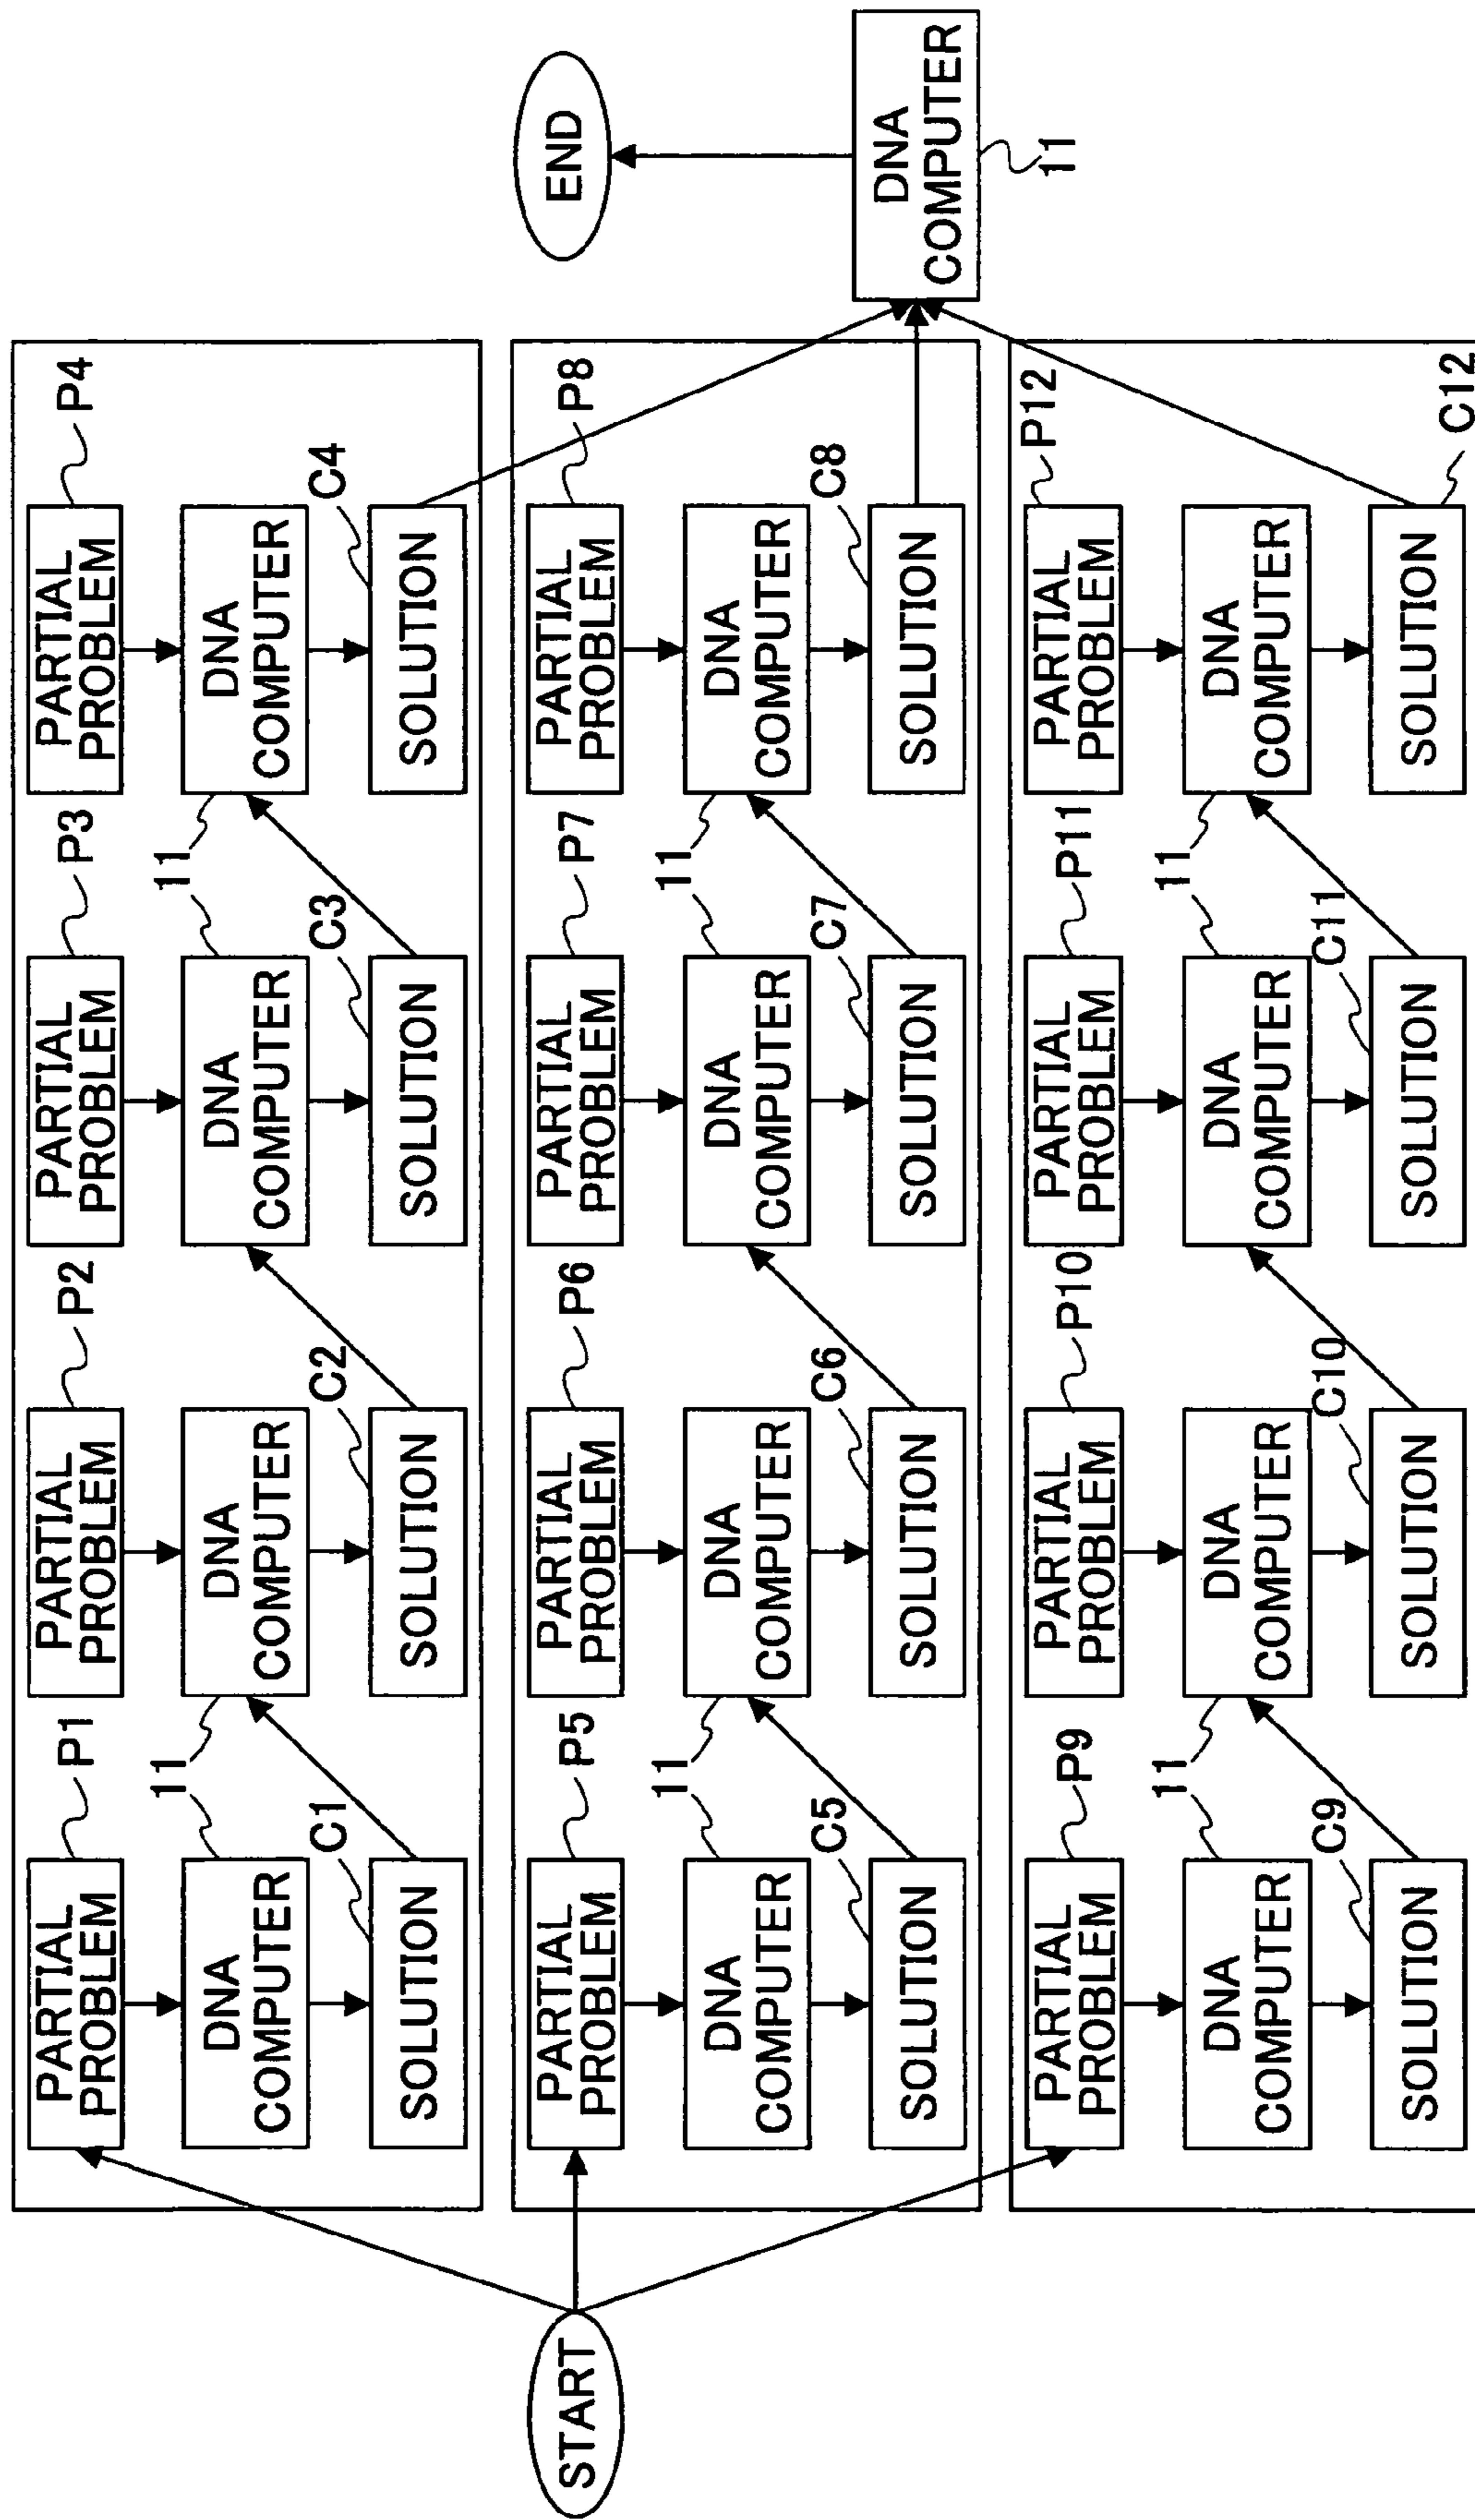 START
P1
P2
P3
P4
PARTIAL
PROBLEM
PARTIAL
PROBLEM
PARTIAL
PROBLEM
PARTIAL
PROBLEM
11
11
DNA
COMPUTER
DNA
COMPUTER
DNA
COMPUTER
DNA
COMPUTER
C1
C2
C3
C4
SOLUTION
SOLUTION
SOLUTION
SOLUTION
P5
P6
P7
P8
PARTIAL
PROBLEM
PARTIAL
PROBLEM
PARTIAL
PROBLEM
PARTIAL
PROBLEM
11
11
DNA
COMPUTER
DNA
COMPUTER
DNA
COMPUTER
DNA
COMPUTER
C5
C6
C7
C8
SOLUTION
SOLUTION
SOLUTION
SOLUTION
P9
P10
P11
P12
PARTIAL
PROBLEM
PARTIAL
PROBLEM
PARTIAL
PROBLEM
PARTIAL
PROBLEM
11
11
DNA
COMPUTER
DNA
COMPUTER
DNA
COMPUTER
DNA
COMPUTER
C9
C10
C11
SOLUTION
SOLUTION
SOLUTION
SOLUTION
C12
END
DNA
COMPUTER
11